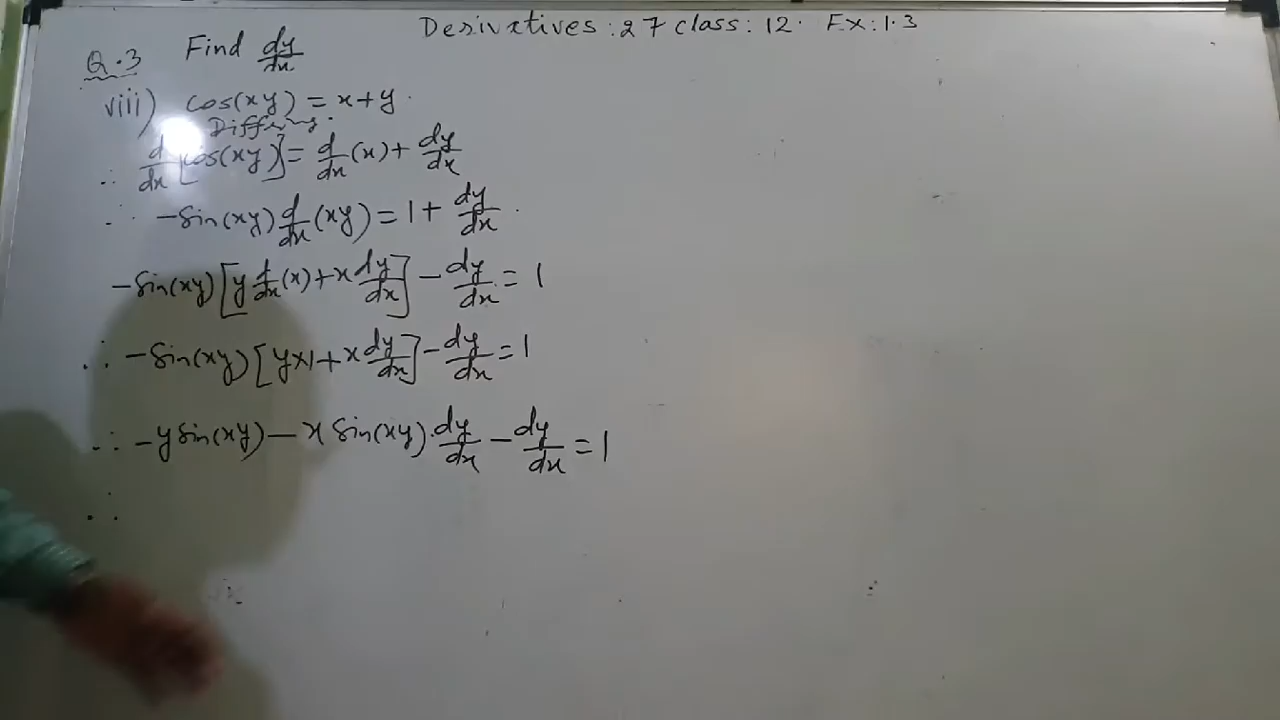 Derivatives : 27 class: 12. EX: 1.3
Q.3 Find dy/dx
viii) cos(xy) = x+y.
∴ d/dx [cos(xy)] = d/dx (x) + dy/dx
∴ -Sin(xy) d/dx (xy) = 1 + dy/dx.
-Sin(xy) [y d/dx (x) + x dy/dx] - dy/dx = 1
∴ -Sin(xy) [y×1 + x dy/dx] - dy/dx = 1
∴ -y Sin(xy) - x Sin(xy). dy/dx - dy/dx = 1
∴